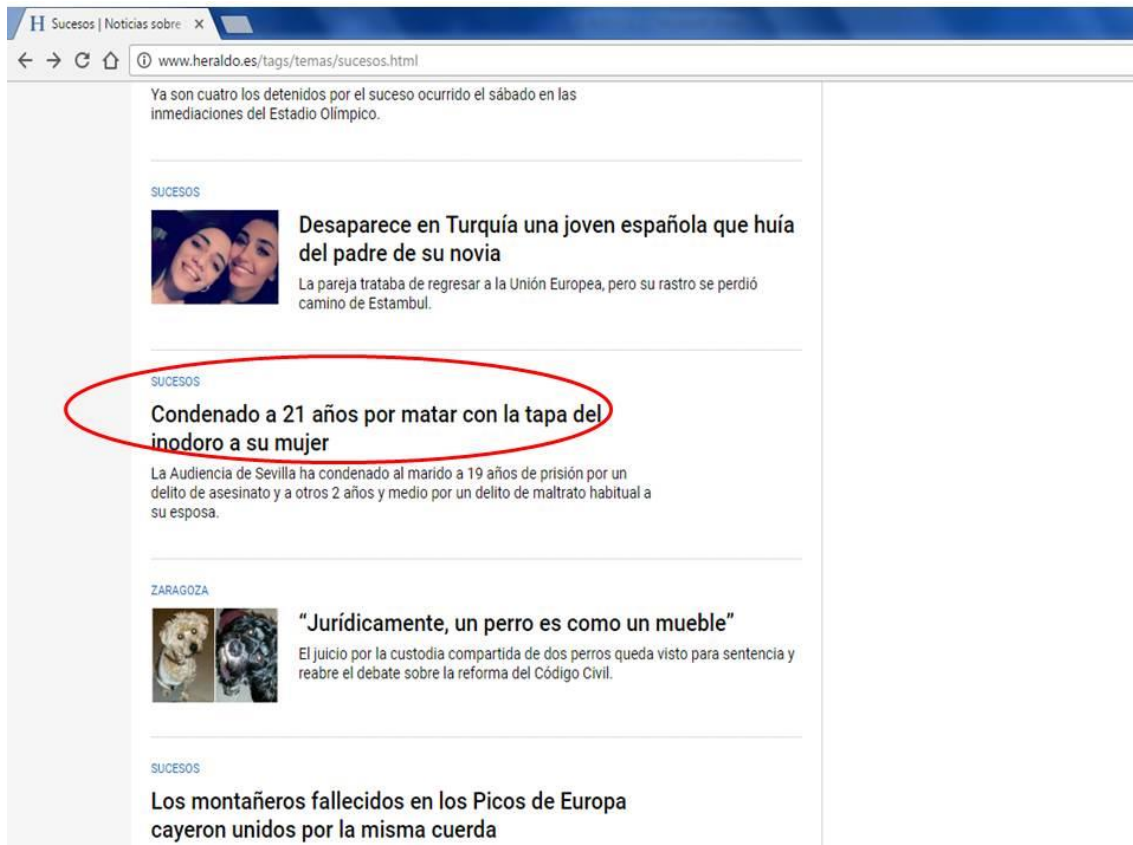 H Sucesos | Noticias sobre
www.heraldo.es/tags/temas/sucesos.html
Ya son cuatro los detenidos por el suceso ocurrido el sábado en las
inmediaciones del Estadio Olímpico.
SUCESOS
Desaparece en Turquía una joven española que huía
del padre de su novia
La pareja trataba de regresar a la Unión Europea, pero su rastro se perdió
camino de Estambul.
SUCESOS
Condenado a 21 años por matar con la tapa del
inodoro a su mujer
La Audiencia de Sevilla ha condenado al marido a 19 años de prisión por un
delito de asesinato y a otros 2 años y medio por un delito de maltrato habitual a
su esposa.
ZARAGOZA
“Jurídicamente, un perro es como un mueble”
El juicio por la custodia compartida de dos perros queda visto para sentencia y
reabre el debate sobre la reforma del Código Civil.
SUCESOS
Los montañeros fallecidos en los Picos de Europa
cayeron unidos por la misma cuerda